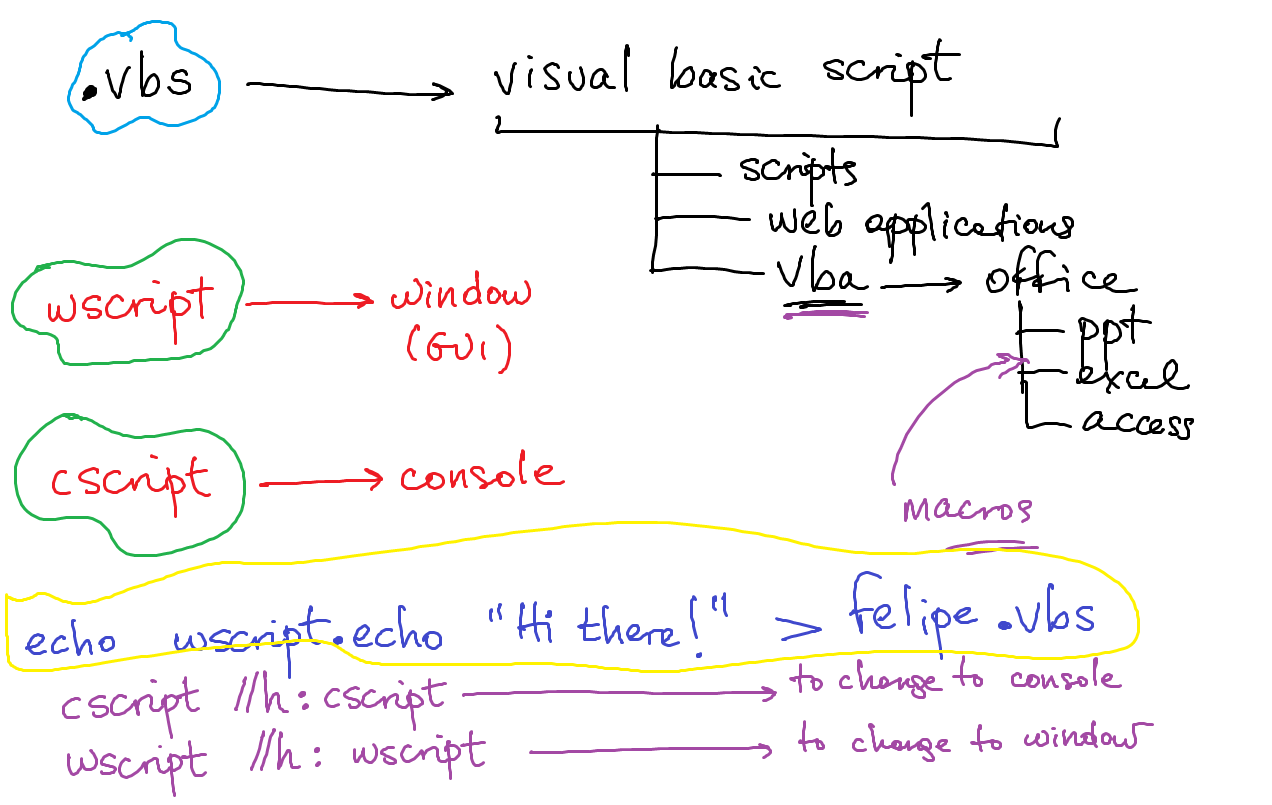 .vbs → visual basic script
scripts
web applications
vba → office
wscript → window
(GUI)
ppt
excel
access
cscript → console
macros
echo wscript.echo "Hi there!" > felipe.vbs
cscript //h:cscript → to change to console
wscript //h: wscript → to change to window